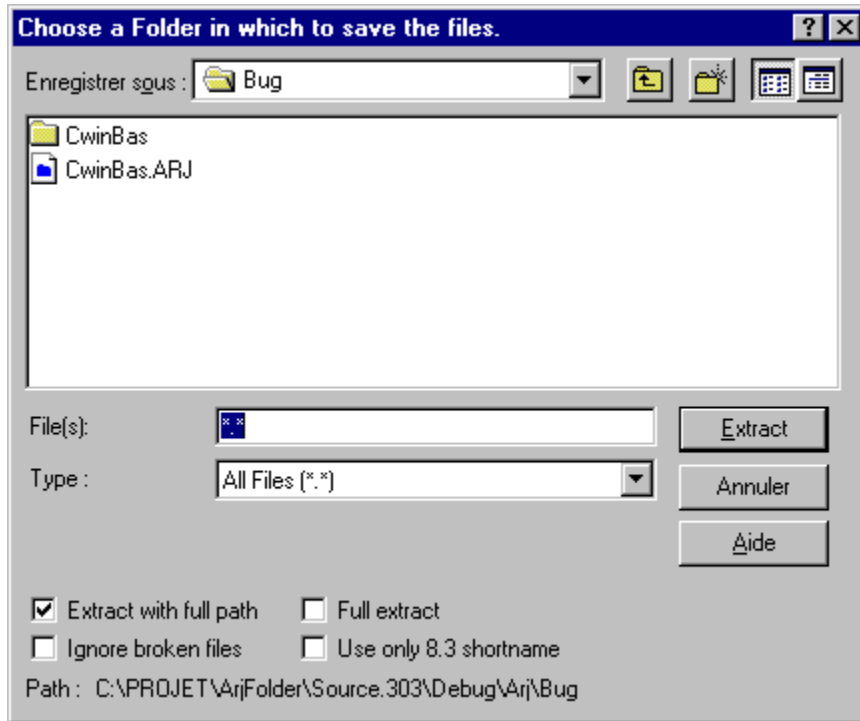 Choose a Folder in which to save the files.
Enregistrer sous : Bug
CwinBas
CwinBas.ARJ
File(s): *.* Extract
Type : All Files (*.*) Annuler
Aide
Extract with full path Full extract
Ignore broken files Use only 8.3 shortname
Path : C:\PROJET\ArjFolder\Source.303\Debug\Arj\Bug